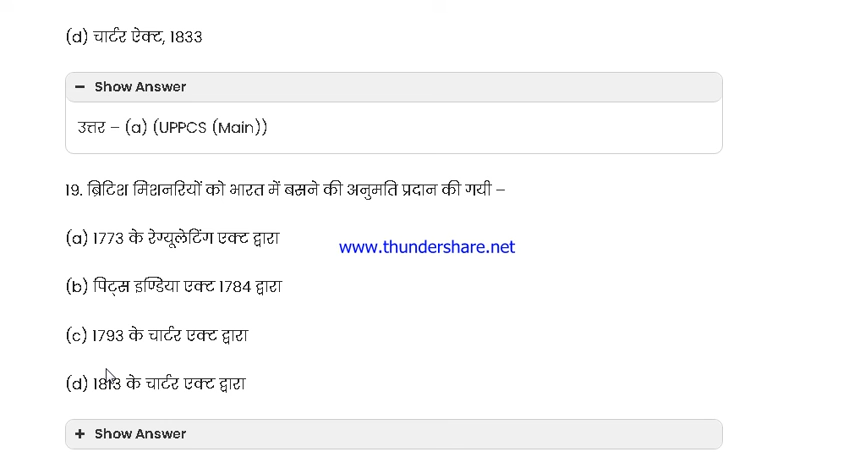 (d) चार्टर ऐक्ट, 1833
− Show Answer
उत्तर – (a) (UPPCS (Main))
19. ब्रिटिश मिशनरियों को भारत में बसने की अनुमति प्रदान की गयी –
(a) 1773 के रेग्यूलेटिंग एक्ट द्वारा
www.thundershare.net
(b) पिट्स इण्डिया एक्ट 1784 द्वारा
(c) 1793 के चार्टर एक्ट द्वारा
(d) 1813 के चार्टर एक्ट द्वारा
+ Show Answer